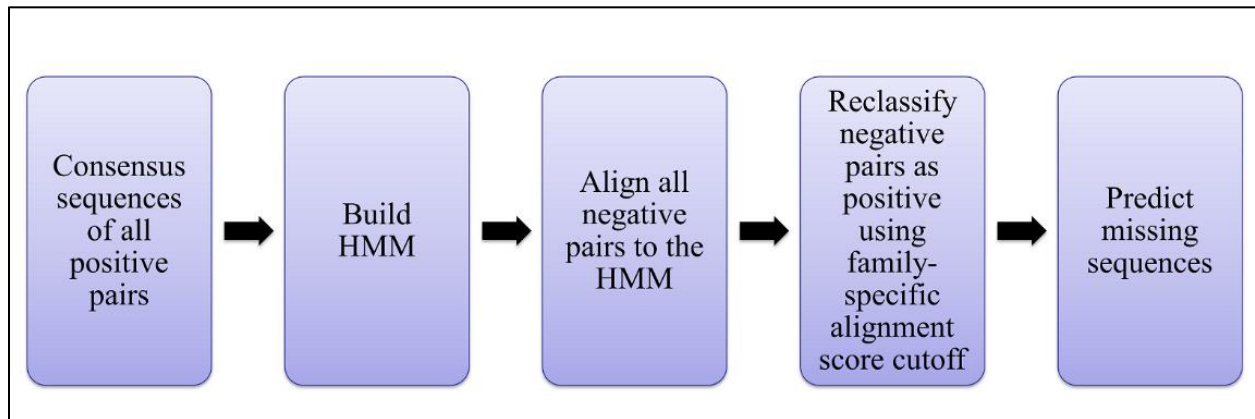 Consensus
sequences
of all
positive
pairs
Build
HMM
Align all
negative
pairs to the
HMM
Reclassify
negative
pairs as
positive
using
family-
specific
alignment
score cutoff
Predict
missing
sequences